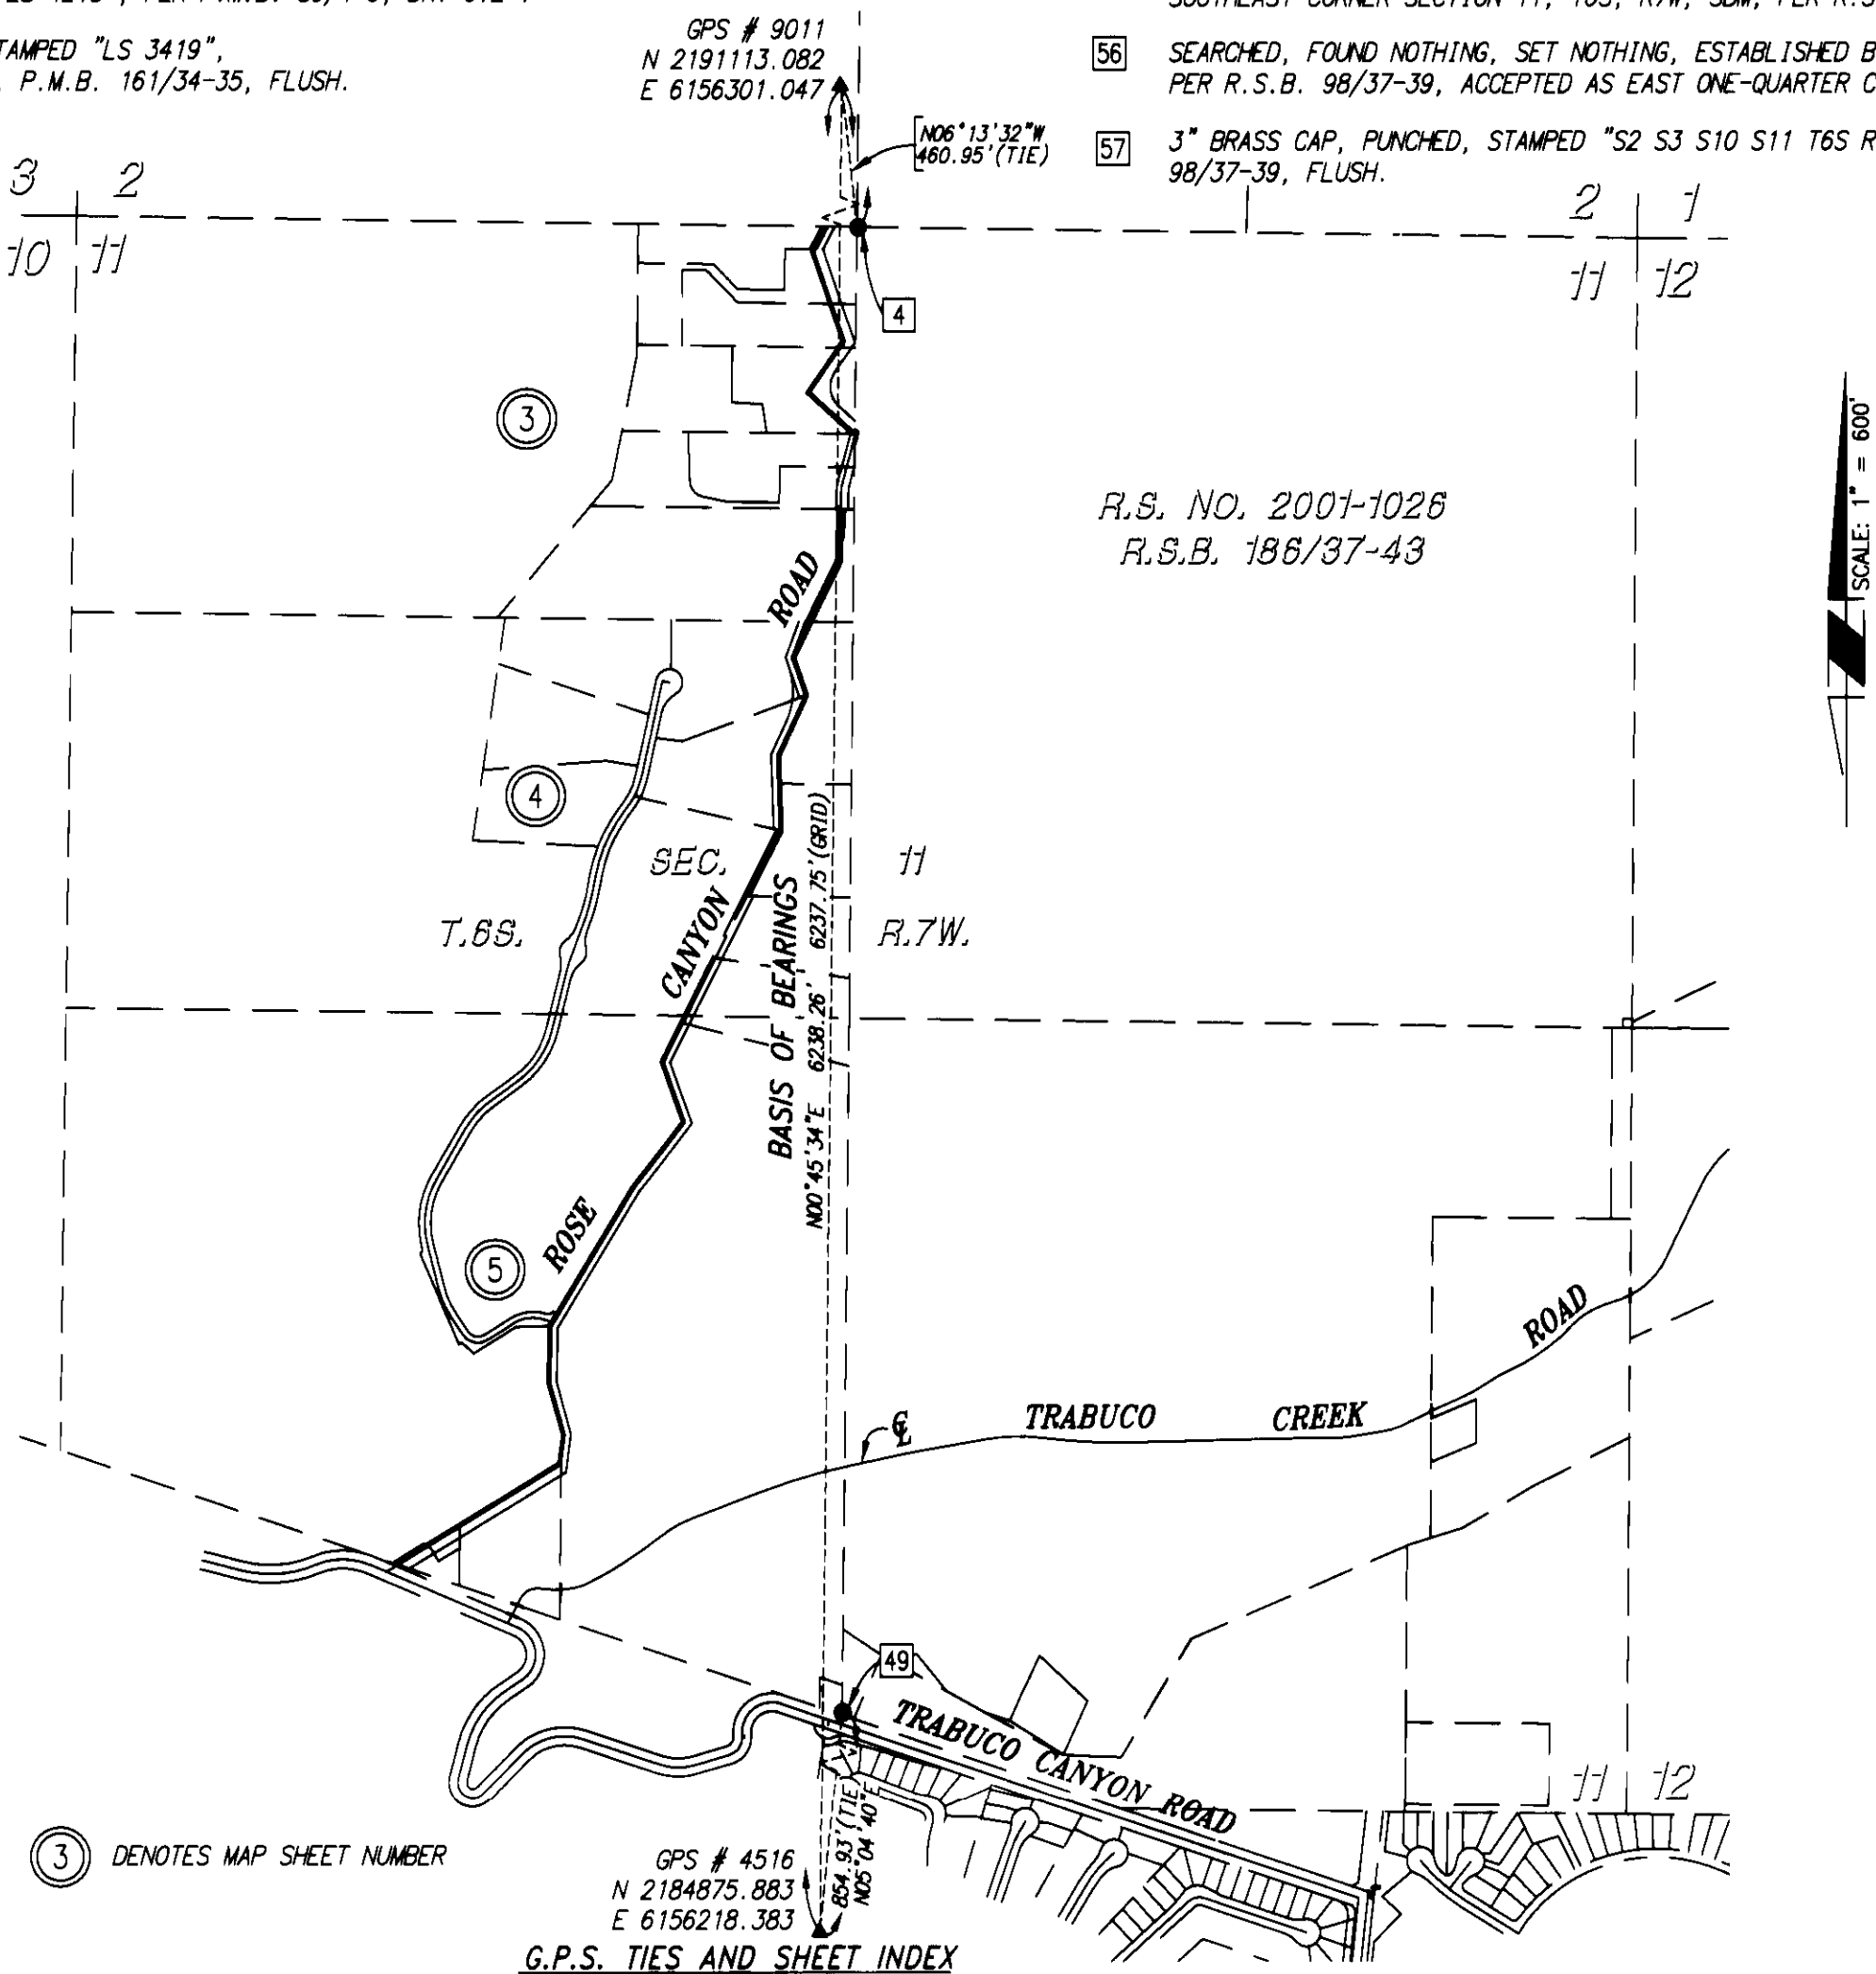 TAMPED "LS 3419",
P.M.B. 161/34-35, FLUSH.
GPS # 9011
N 2191113.082
E 6156301.047
N06°13'32"W
460.95'(TIE)
56 SEARCHED, FOUND NOTHING, SET NOTHING, ESTABLISHED B
PER R.S.B. 98/37-39, ACCEPTED AS EAST ONE-QUARTER C
57 3" BRASS CAP, PUNCHED, STAMPED "S2 S3 S10 S11 T6S R
98/37-39, FLUSH.
3 2
10 11
2 1
11 12
4
3
R.S. NO. 2001-1026
R.S.B. 186/37-43
SCALE: 1" = 600'
ROAD
4
SEC. 11
T.6S. R.7W.
CANYON
BASIS OF BEARINGS
N00°45'34"E 6238.26' 6237.75'(GRID)
ROSE
5
ROAD
TRABUCO CREEK
℄
49
TRABUCO CANYON ROAD
11 12
854.93'(TIE)
N05°04'40"E
3 DENOTES MAP SHEET NUMBER
GPS # 4516
N 2184875.883
E 6156218.383
G.P.S. TIES AND SHEET INDEX